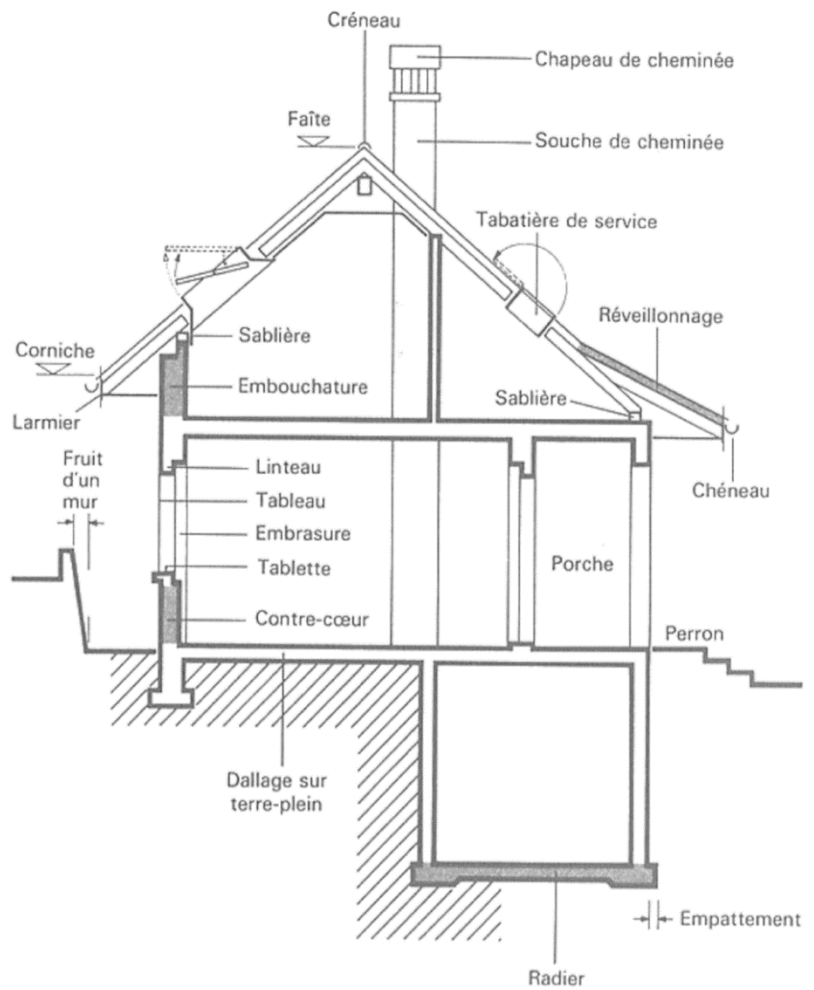 Créneau
Chapeau de cheminée
Faîte
Souche de cheminée
Tabatière de service
Réveillonnage
Sablière
Corniche
Embouchature
Sablière
Larmier
Fruit
d'un
mur
Linteau
Chéneau
Tableau
Embrasure
Porche
Tablette
Contre-cœur
Perron
Dallage sur
terre-plein
Empattement
Radier